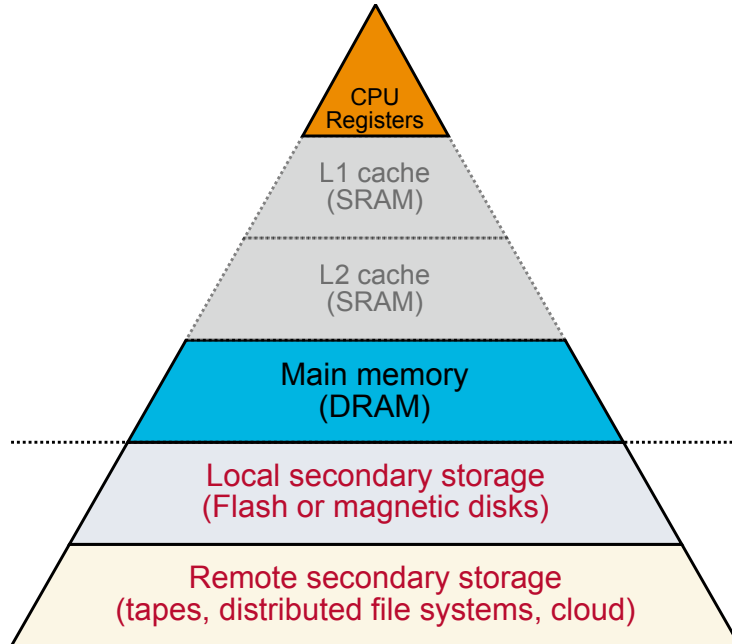 CPU
Registers
L1 cache
(SRAM)
L2 cache
(SRAM)
Main memory
(DRAM)
Local secondary storage
(Flash or magnetic disks)
Remote secondary storage
(tapes, distributed file systems, cloud)